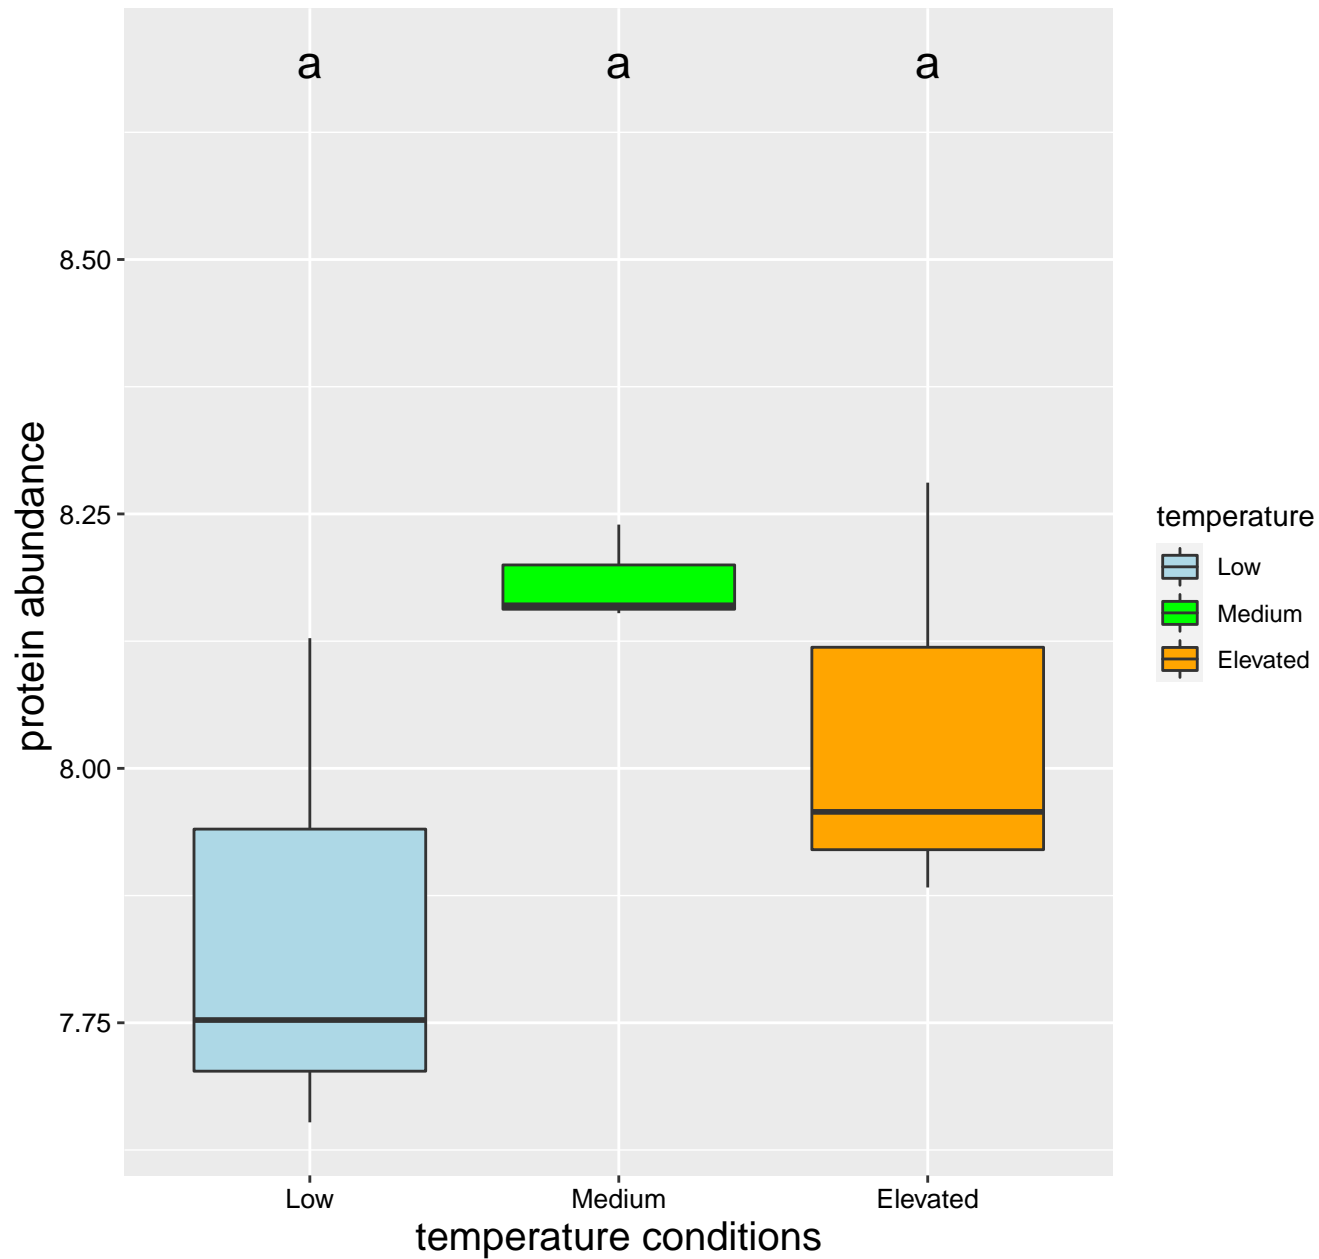 a a a
8.50
8.25
8.00
7.75
protein abundance
Low Medium Elevated
temperature conditions
temperature
Low
Medium
Elevated